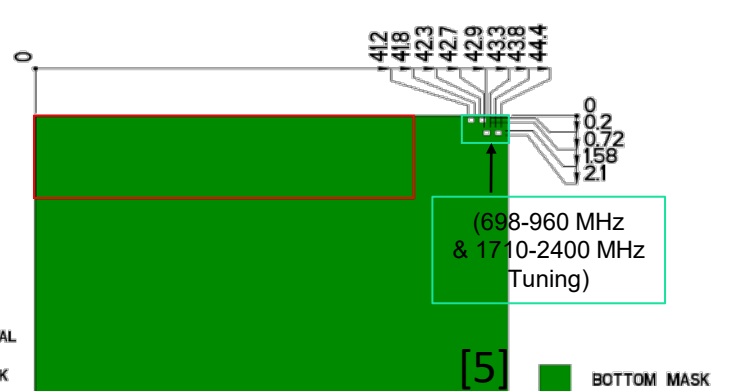 0
41.2
41.8
42.3
42.7
42.9
43.3
43.8
44.4
0
0.2
0.72
1.58
2.1
(698-960 MHz
& 1710-2400 MHz
Tuning)
AL
K
[5]
BOTTOM MASK